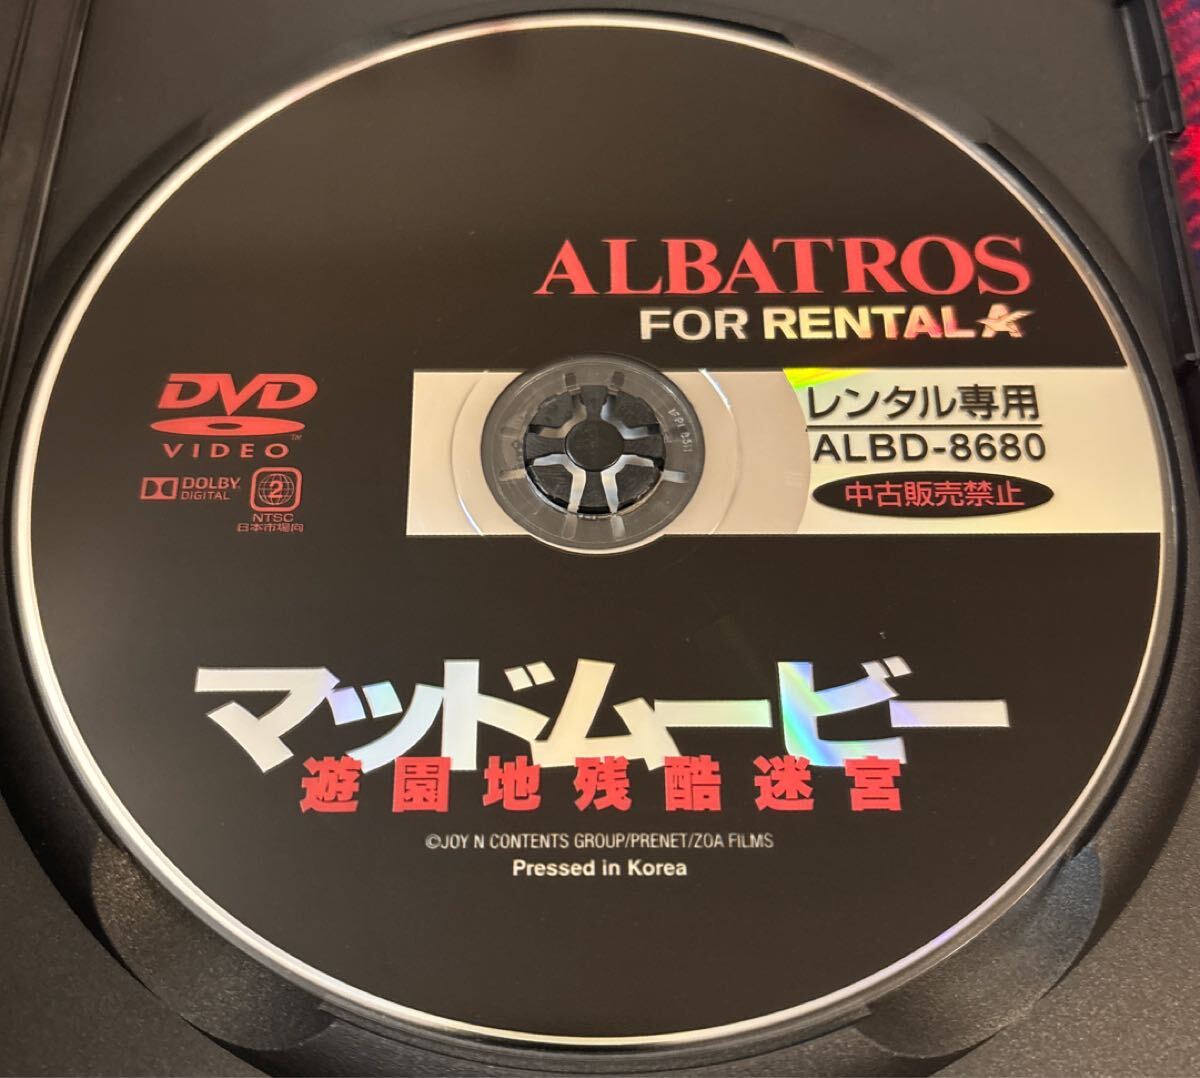 ALBATROS
FOR RENTAL
レンタル専用
ALBD-8680
中古販売禁止
DVD
VIDEO
DOLBY
DIGITAL
2
NTSC
日本市場向
マッドムービー
遊園地残酷迷宮
©JOY N CONTENTS GROUP/PRENET/ZOA FILMS
Pressed in Korea